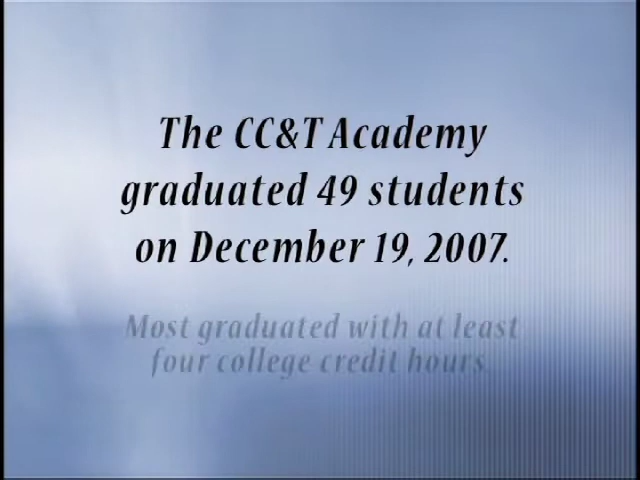 The CC&T Academy
graduated 49 students
on December 19, 2007.
Most graduated with at least
four college credit hours